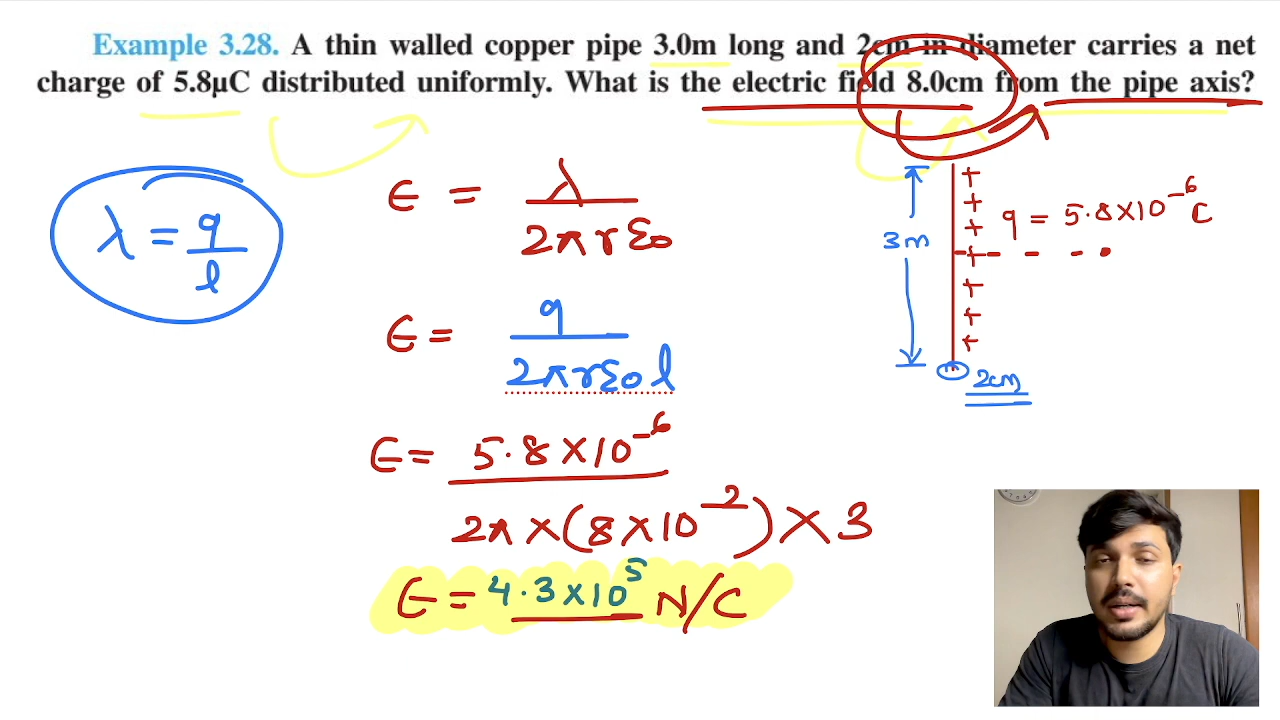 Example 3.28. A thin walled copper pipe 3.0m long and 2cm in diameter carries a net
charge of 5.8μC distributed uniformly. What is the electric field 8.0cm from the pipe axis?
λ = q / l
E = λ / 2πrε₀
E = q / 2πrε₀l
E = 5.8×10⁻⁶ / 2π×(8×10⁻²)×3
E = 4.3×10⁵ N/C
3m
+ + + + + + +
q = 5.8×10⁻⁶ C
2cm